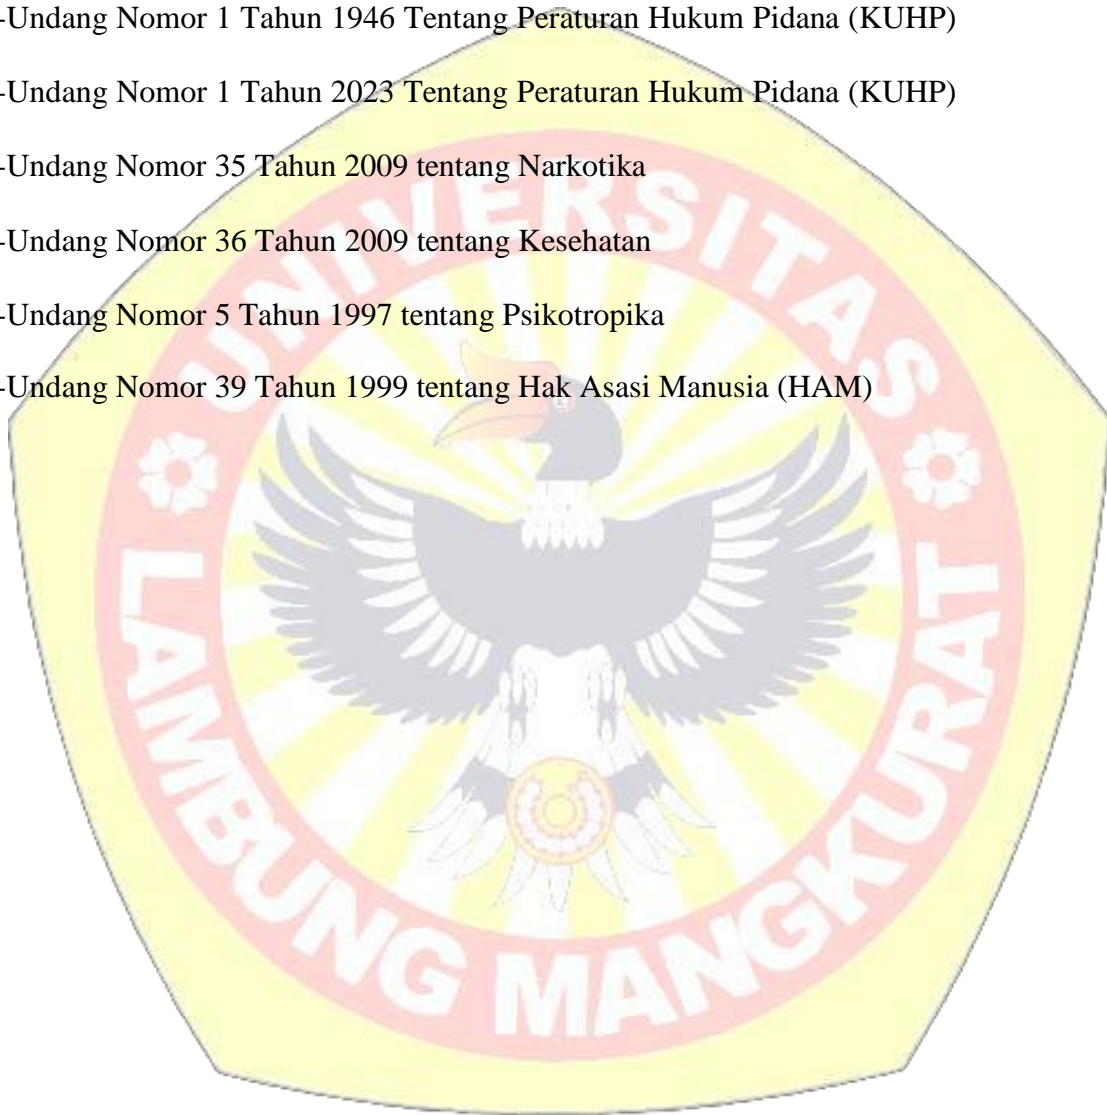 -Undang Nomor 1 Tahun 1946 Tentang Peraturan Hukum Pidana (KUHP)
-Undang Nomor 1 Tahun 2023 Tentang Peraturan Hukum Pidana (KUHP)
-Undang Nomor 35 Tahun 2009 tentang Narkotika
-Undang Nomor 36 Tahun 2009 tentang Kesehatan
-Undang Nomor 5 Tahun 1997 tentang Psikotropika
-Undang Nomor 39 Tahun 1999 tentang Hak Asasi Manusia (HAM)
UNIVERSITAS
LAMBUNG MANGKURAT